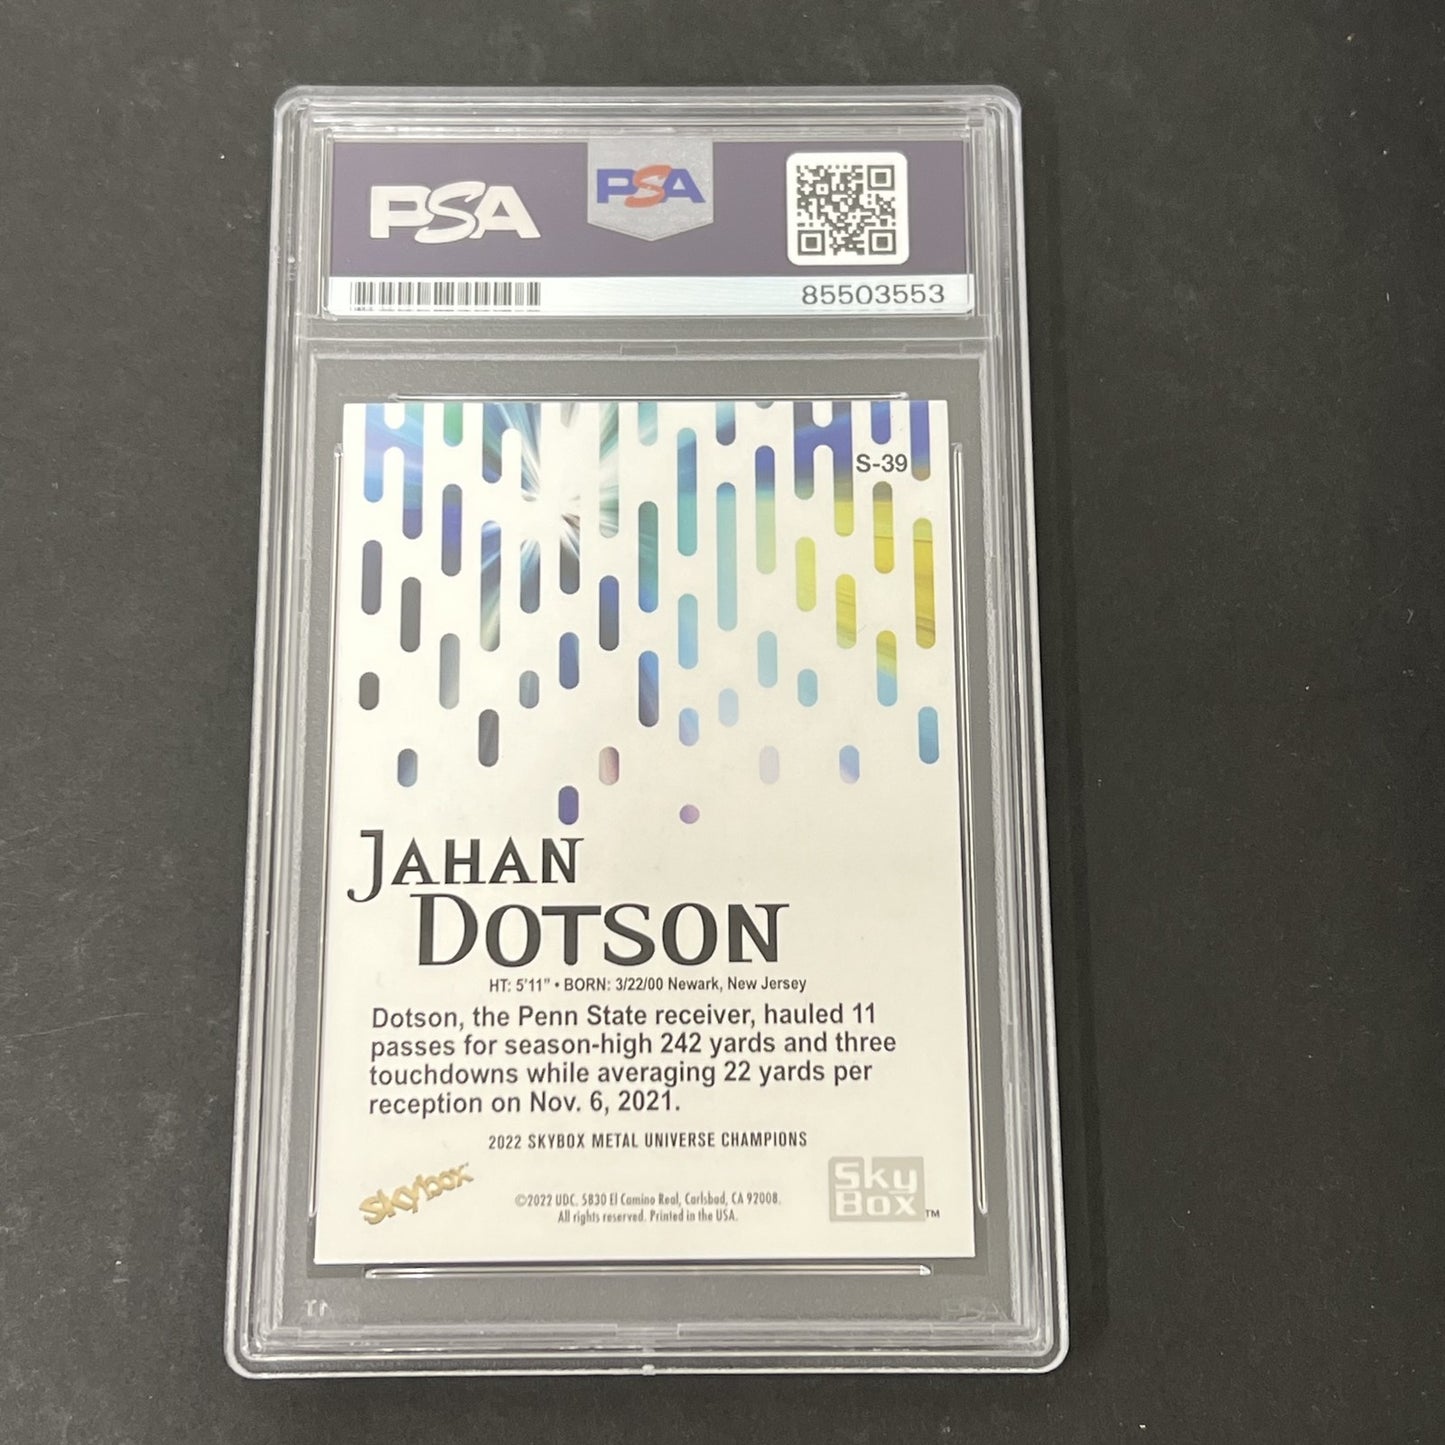 PSA
PSA
85503553
S-39
JAHAN
DOTSON
HT: 5'11" • BORN: 3/22/00 Newark, New Jersey
Dotson, the Penn State receiver, hauled 11
passes for season-high 242 yards and three
touchdowns while averaging 22 yards per
reception on Nov. 6, 2021.
2022 SKYBOX METAL UNIVERSE CHAMPIONS
Skybox
©2022 UDC. 5830 El Camino Real, Carlsbad, CA 92008.
All rights reserved. Printed in the USA.
Sky
Box™